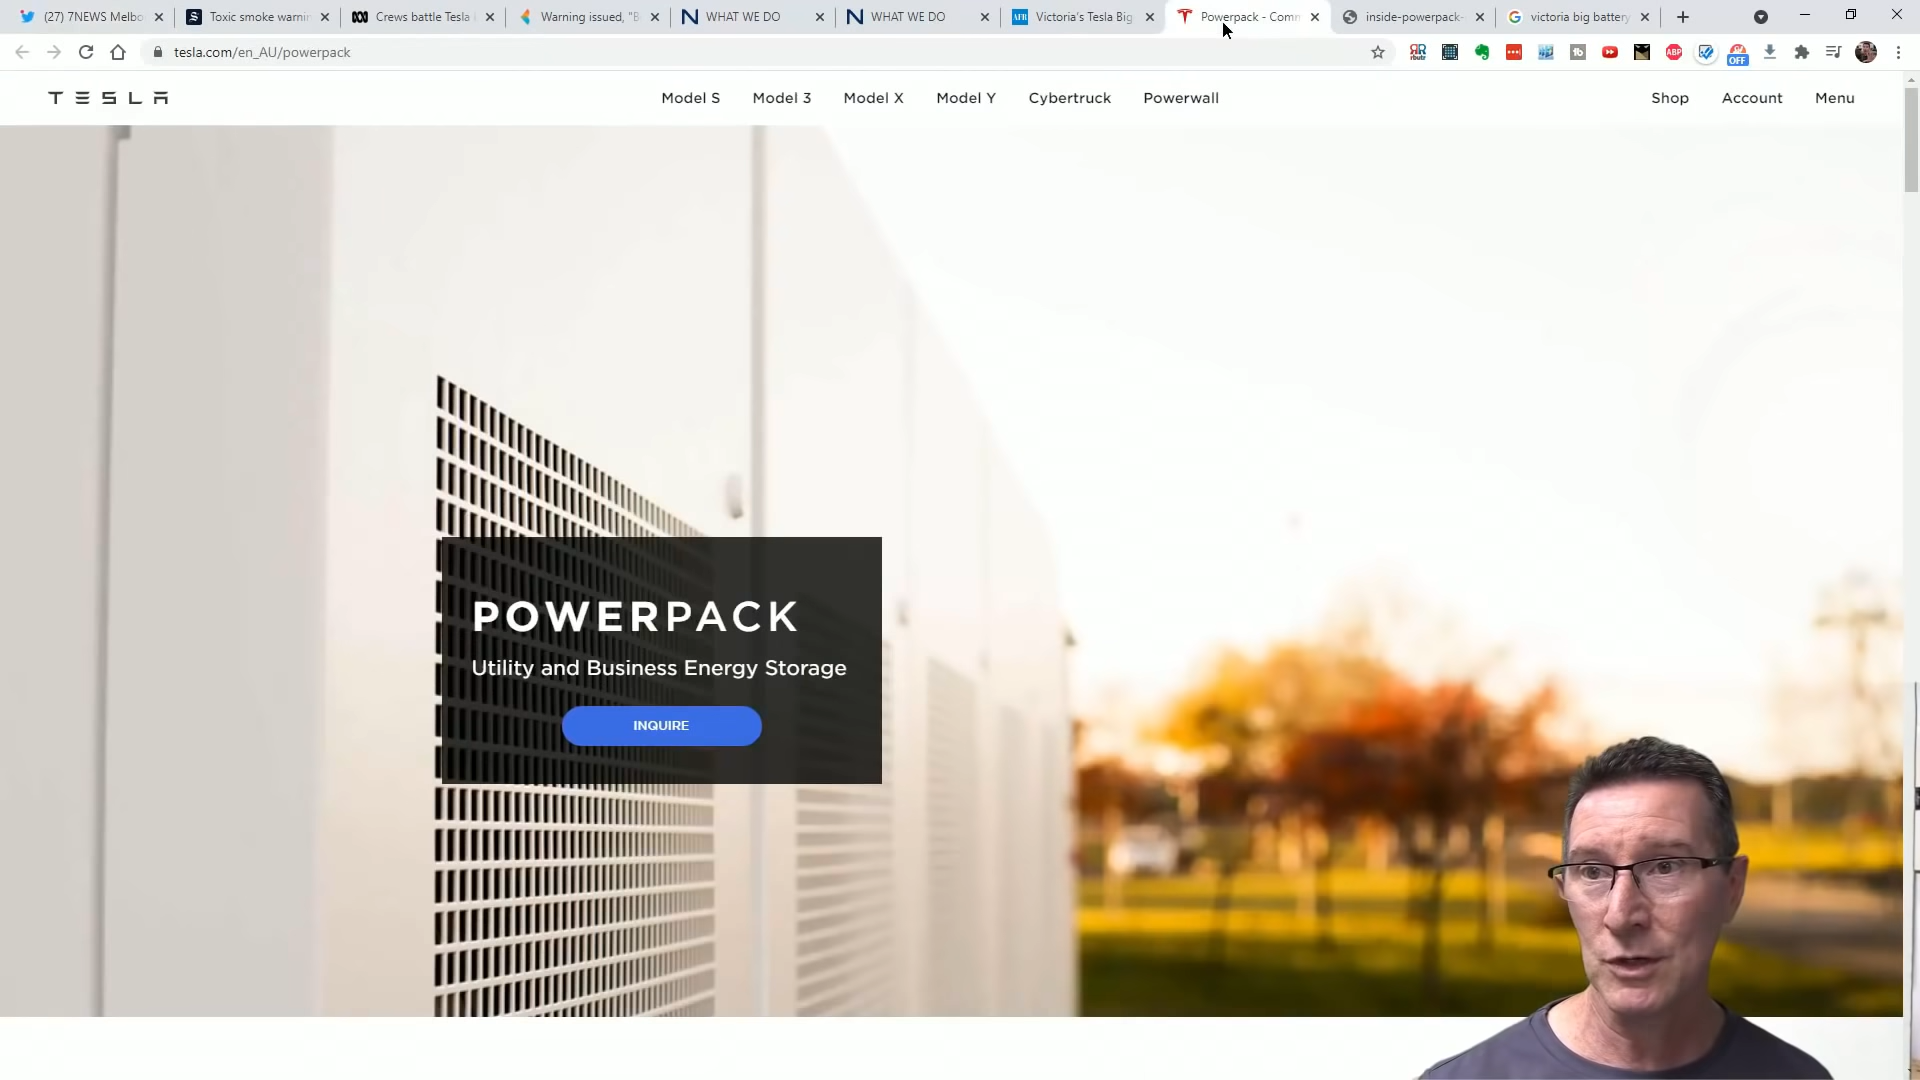 (27) 7NEWS Melbo
Toxic smoke warnin
Crews battle Tesla
Warning issued, "B
WHAT WE DO
WHAT WE DO
Victoria's Tesla Big
Powerpack - Comm
inside-powerpack-
victoria big battery
tesla.com/en_AU/powerpack
OFF
ABP
TESLA
Model S
Model 3
Model X
Model Y
Cybertruck
Powerwall
Shop
Account
Menu
POWERPACK
Utility and Business Energy Storage
INQUIRE